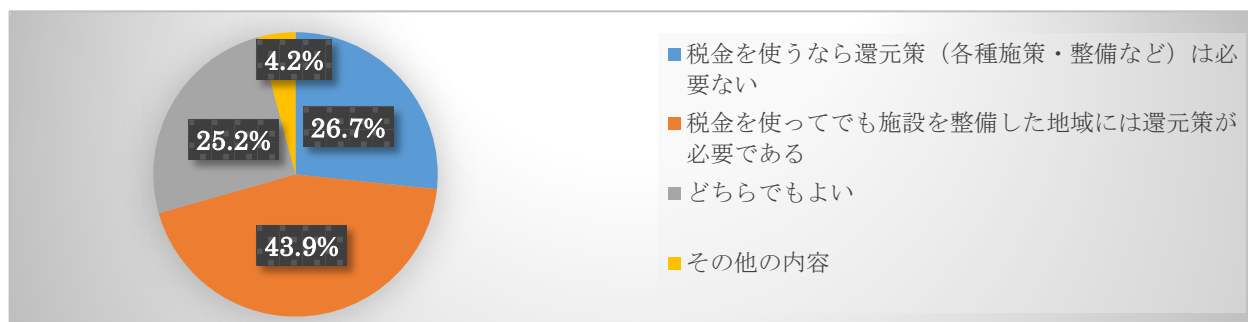 4.2%
26.7%
25.2%
43.9%
税金を使うなら還元策（各種施策・整備など）は必
要ない
税金を使ってでも施設を整備した地域には還元策が
必要である
どちらでもよい
その他の内容